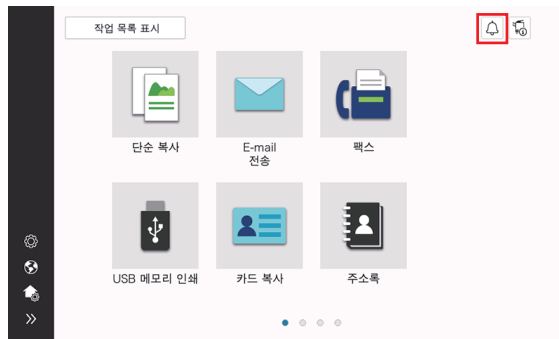 작업 목록 표시
단순 복사
E-mail
전송
팩스
USB 메모리 인쇄
카드 복사
주소록